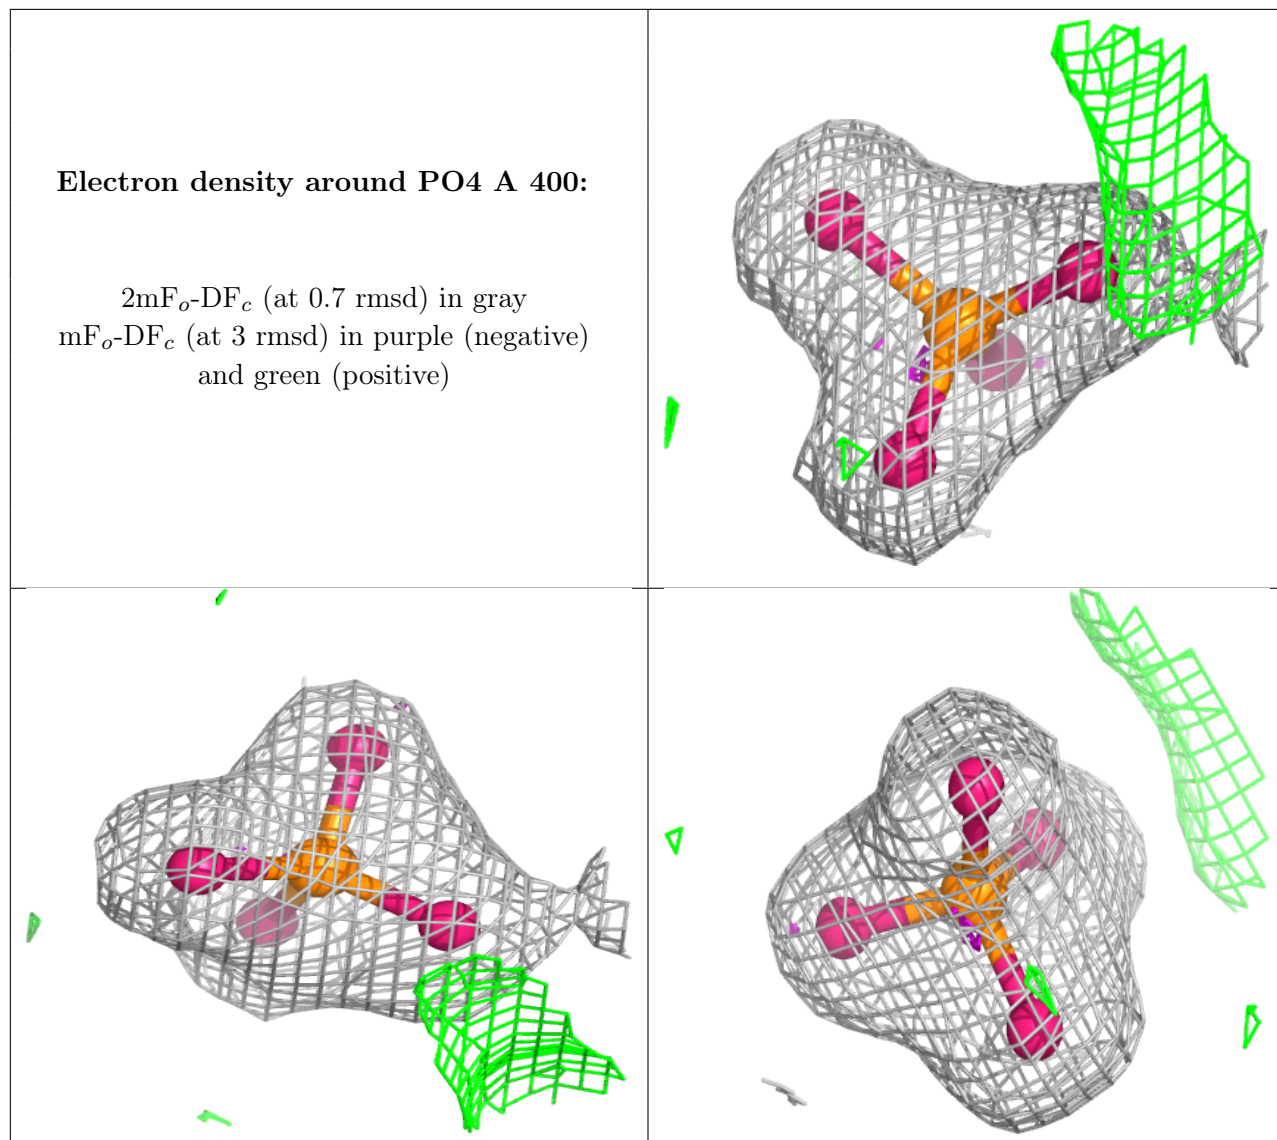 Electron density around PO4 A 400:
2mFo-DFc (at 0.7 rmsd) in gray
mFo-DFc (at 3 rmsd) in purple (negative)
and green (positive)